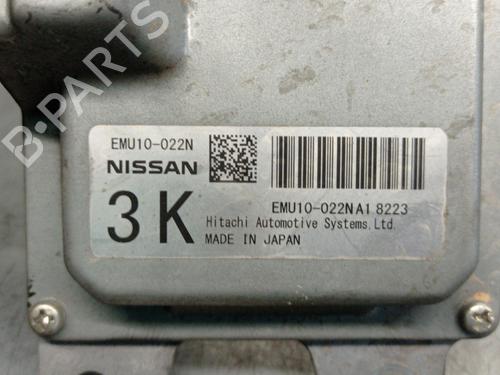 B-PARTS
EMU10-022N
NISSAN
3K
EMU10-022NA1 8223
Hitachi Automotive Systems.Ltd.
MADE IN JAPAN